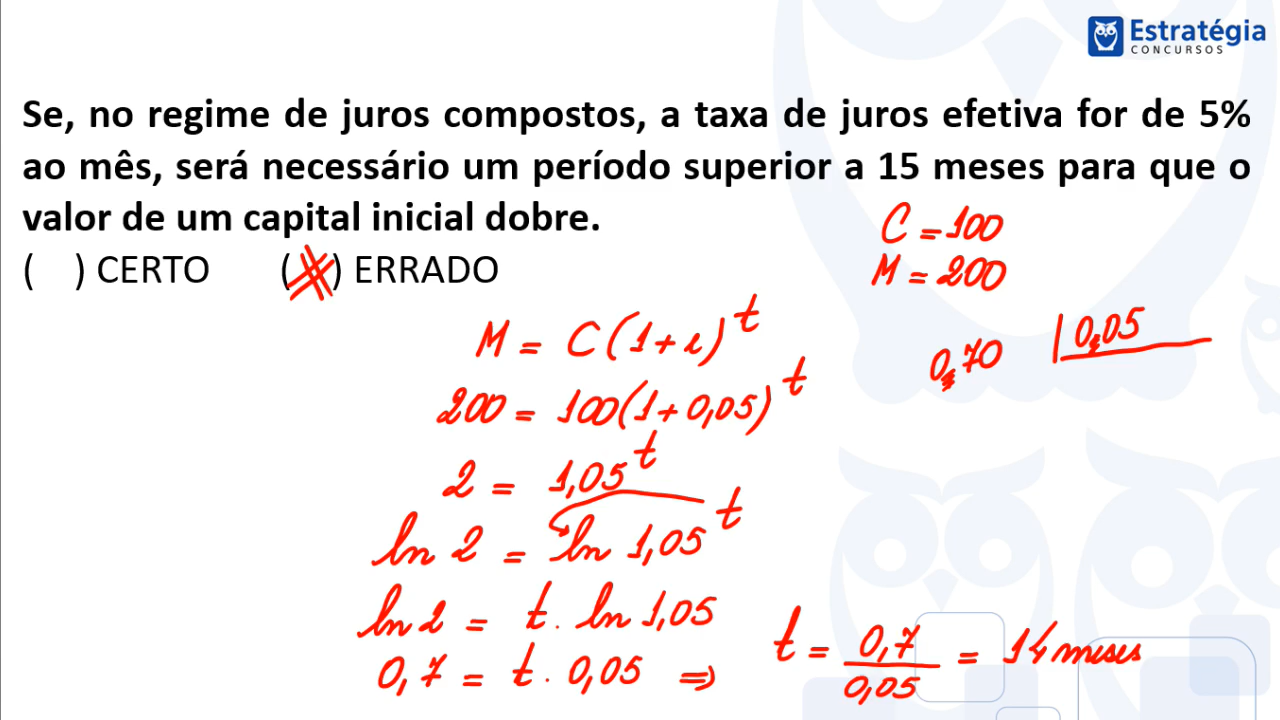 Estratégia
CONCURSOS
Se, no regime de juros compostos, a taxa de juros efetiva for de 5%
ao mês, será necessário um período superior a 15 meses para que o
valor de um capital inicial dobre.
( ) CERTO (X) ERRADO
C = 100
M = 200
M = C(1+i)^t
0,70 | 0,05
200 = 100(1+0,05)^t
2 = 1,05^t
ln 2 = ln 1,05^t
ln 2 = t . ln 1,05
0,7 = t . 0,05 ⇒ t = 0,7/0,05 = 14 meses